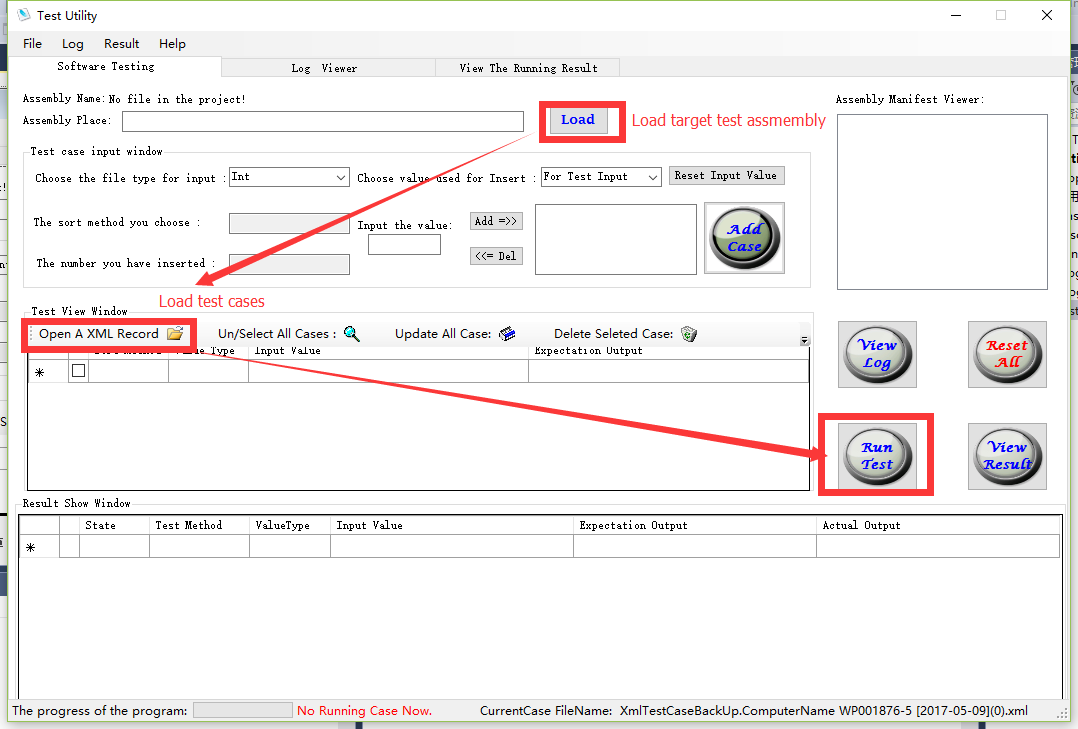 Test Utility
File Log Result Help
Software Testing Log Viewer View The Running Result
Assembly Name: No file in the project! Assembly Manifest Viewer:
Assembly Place: Load Load target test assmembly
Test case input window
Choose the file type for input : Int Choose value used for Insert : For Test Input Reset Input Value
The sort method you choose : Input the value: Add =>> Add
Case
The number you have inserted : <<= Del
Load test cases
Test View Window
Open A XML Record Un/Select All Cases : Update All Case: Delete Seleted Case:
Type Input Value Expectation Output
*
View
Log
Reset
All
Run
Test
View
Result
Result Show Window
State Test Method ValueType Input Value Expectation Output Actual Output
*
The progress of the program: No Running Case Now. CurrentCase FileName: XmlTestCaseBackUp.ComputerName WP001876-5 [2017-05-09](0).xml